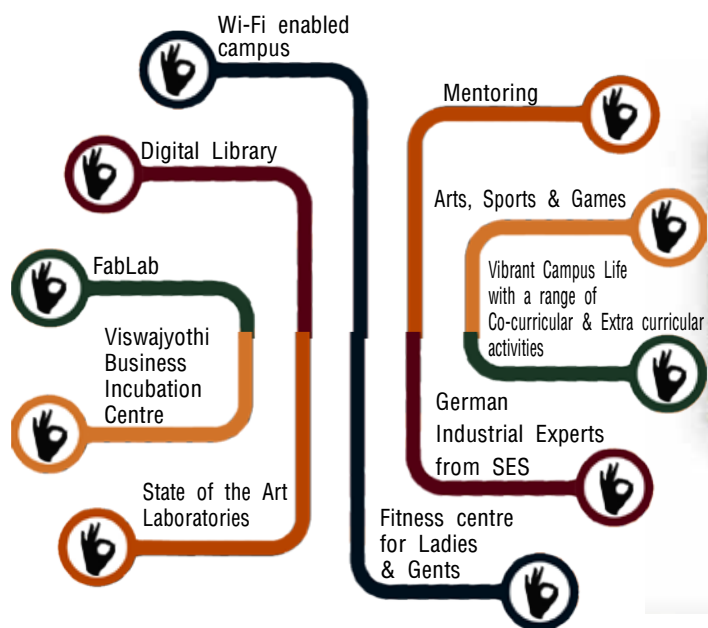 Wi-Fi enabled
campus
Digital Library
FabLab
Viswajyothi
Business
Incubation
Centre
State of the Art
Laboratories
Mentoring
Arts, Sports & Games
Vibrant Campus Life
with a range of
Co-curricular & Extra curricular
activities
German
Industrial Experts
from SES
Fitness centre
for Ladies
& Gents